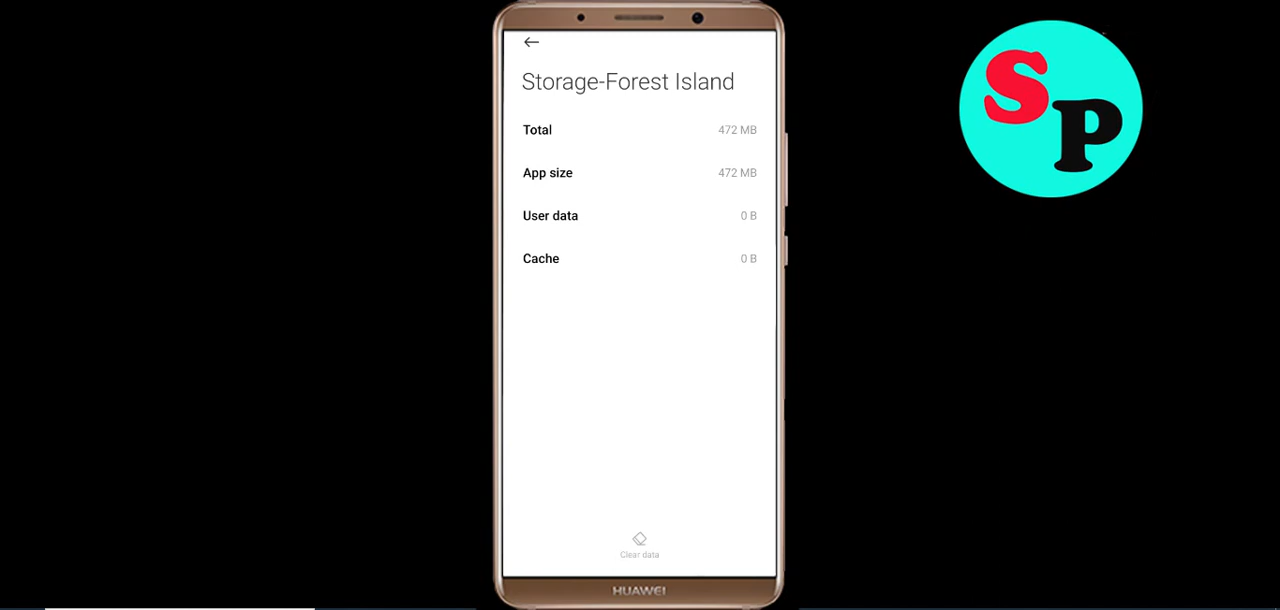 Storage-Forest Island
Total 472 MB
App size 472 MB
User data 0 B
Cache 0 B
Clear data
HUAWEI
SP